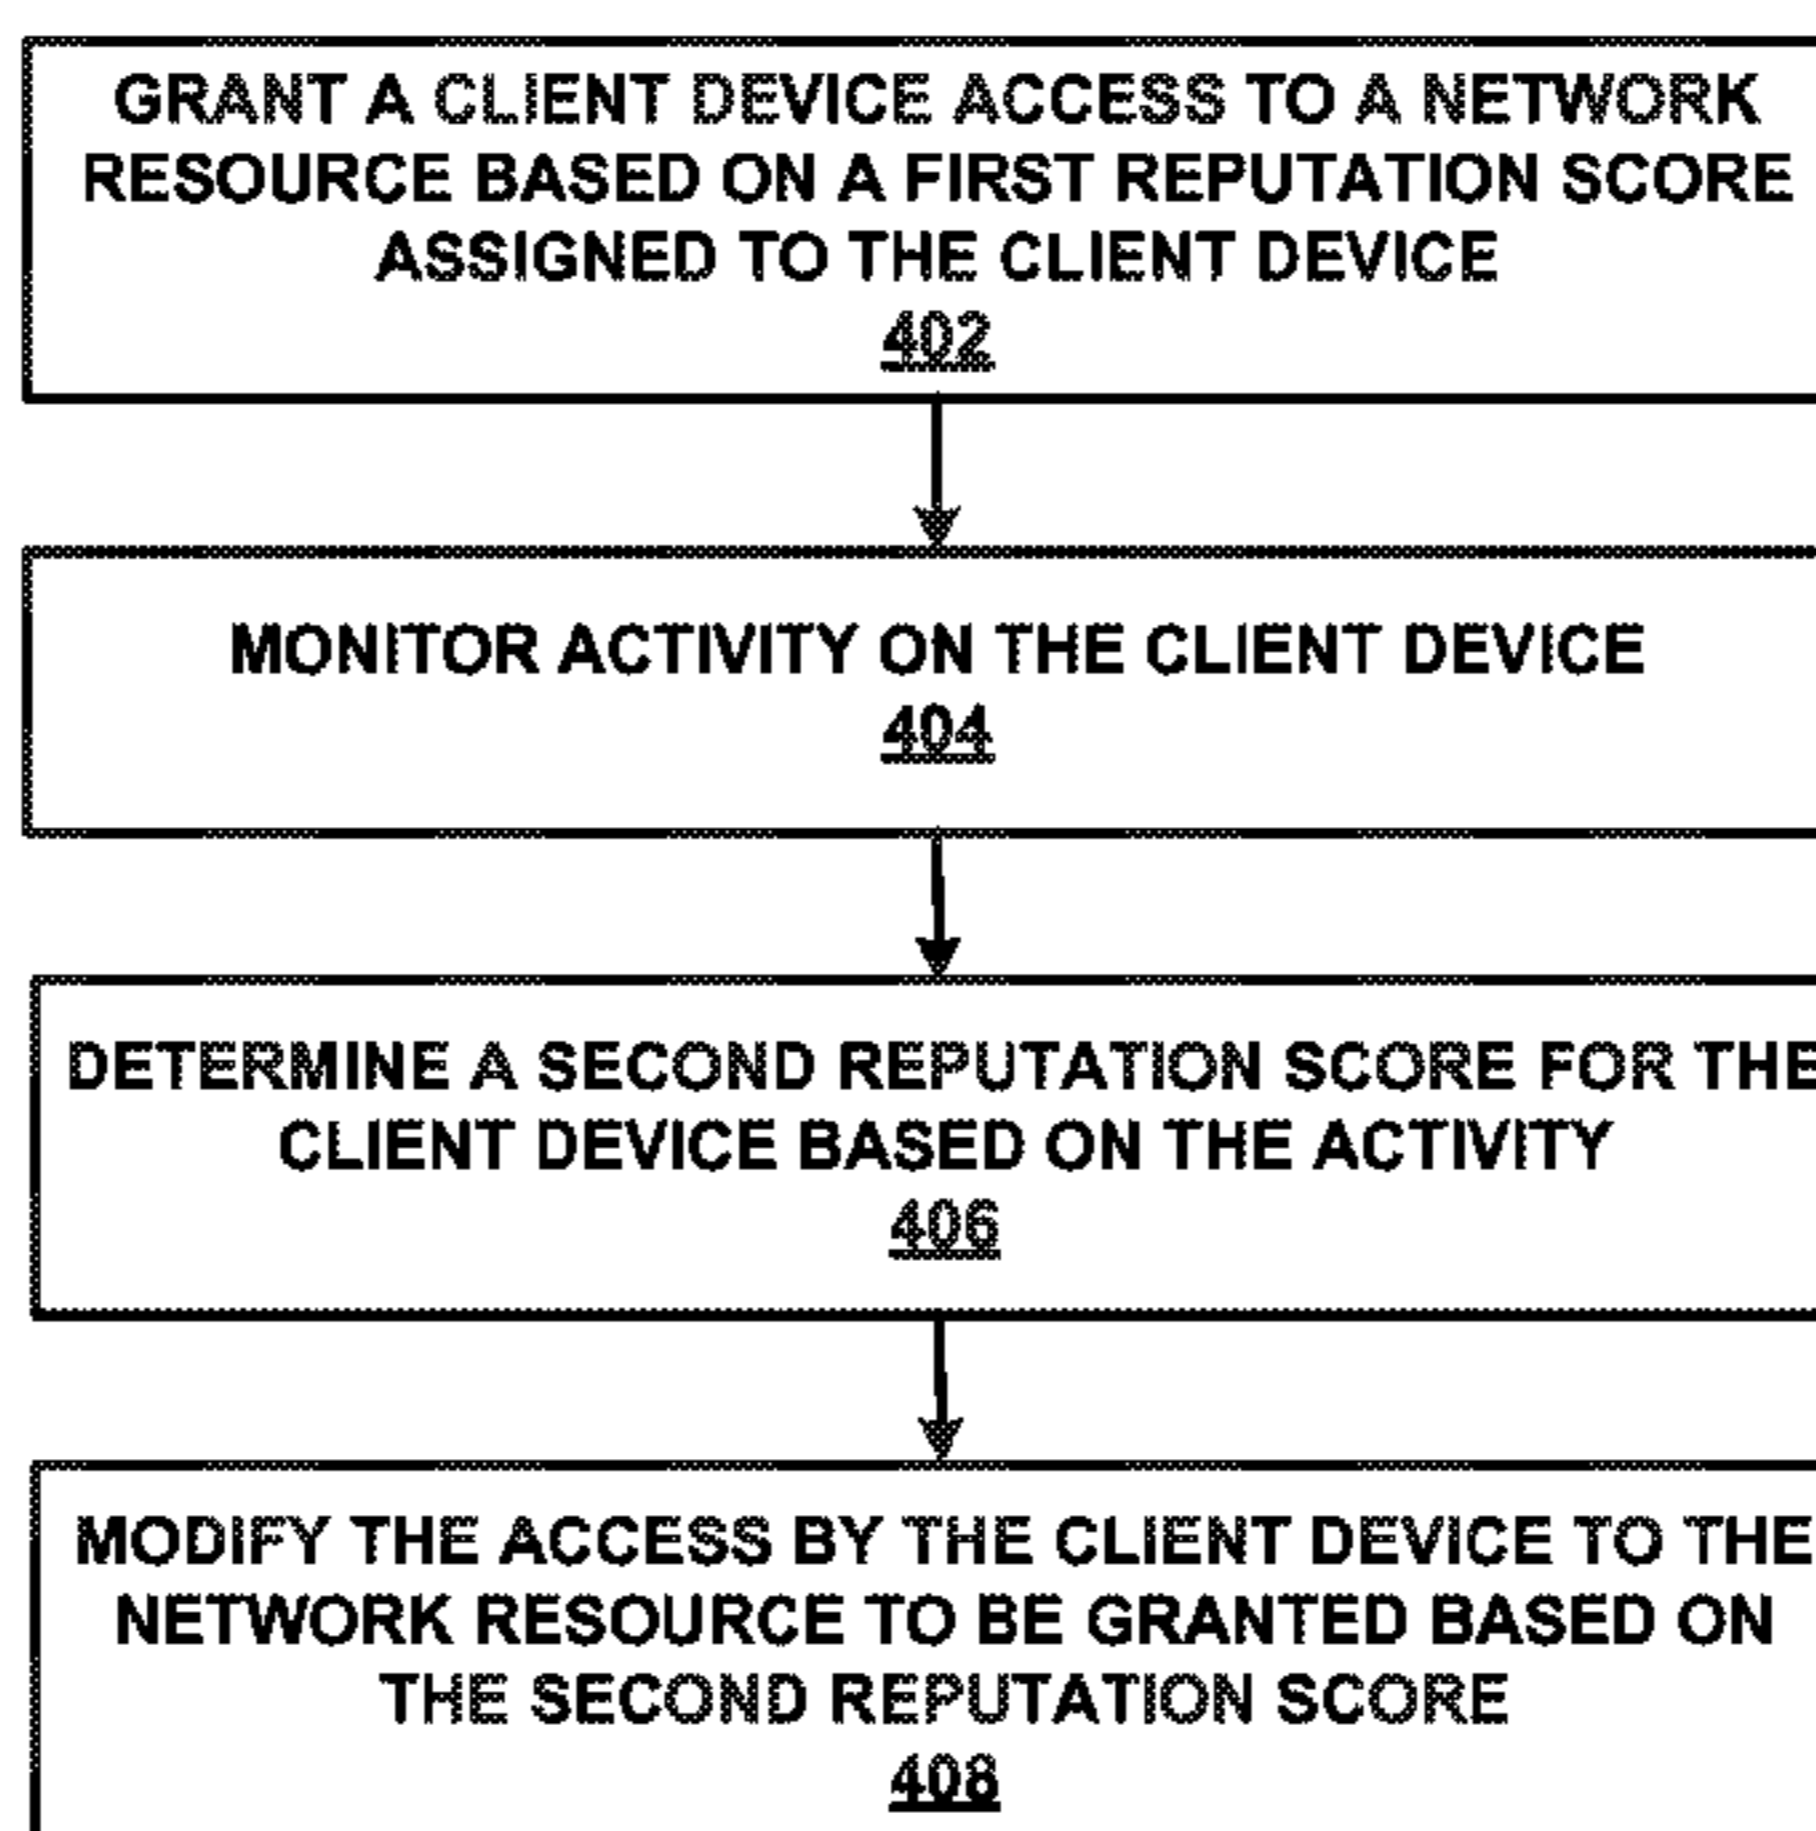 GRANT A CLIENT DEVICE ACCESS TO A NETWORK
RESOURCE BASED ON A FIRST REPUTATION SCORE
ASSIGNED TO THE CLIENT DEVICE
402
MONITOR ACTIVITY ON THE CLIENT DEVICE
404
DETERMINE A SECOND REPUTATION SCORE FOR THE
CLIENT DEVICE BASED ON THE ACTIVITY
406
MODIFY THE ACCESS BY THE CLIENT DEVICE TO THE
NETWORK RESOURCE TO BE GRANTED BASED ON
THE SECOND REPUTATION SCORE
408